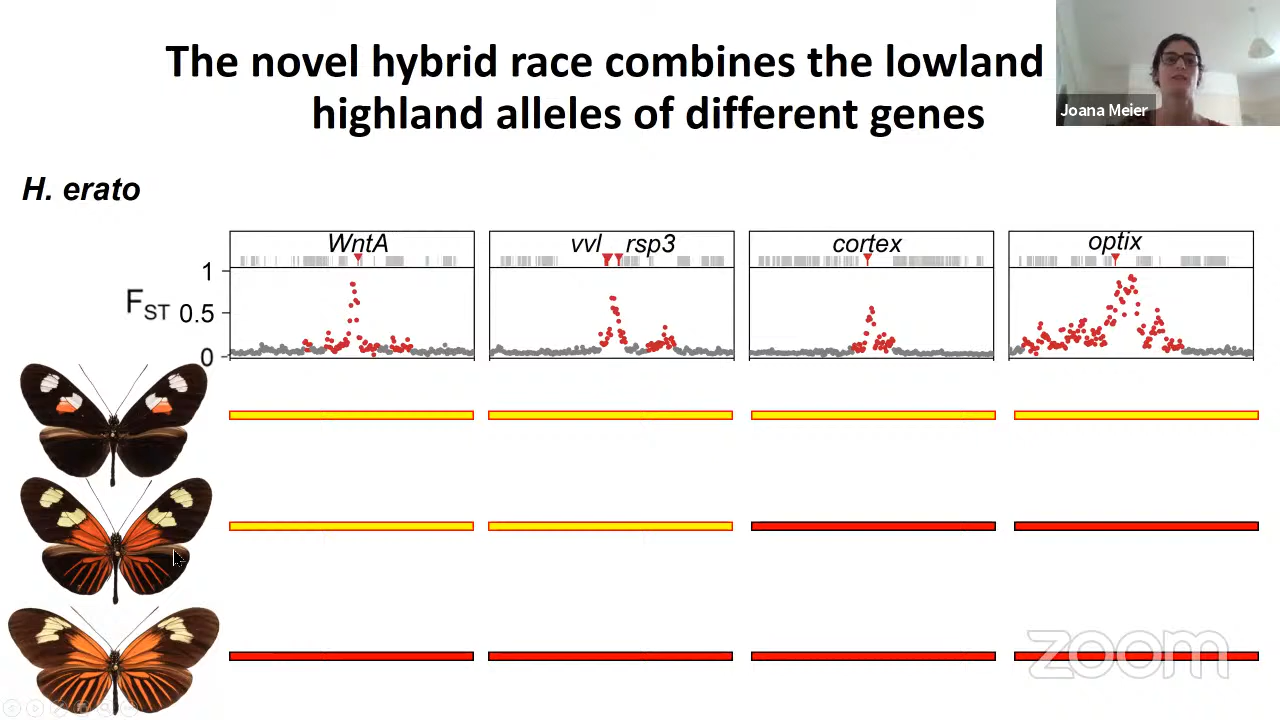 The novel hybrid race combines the lowland
highland alleles of different genes
Joana Meier
H. erato
WntA
vvl rsp3
cortex
optix
FST
1
0.5
0
zoom